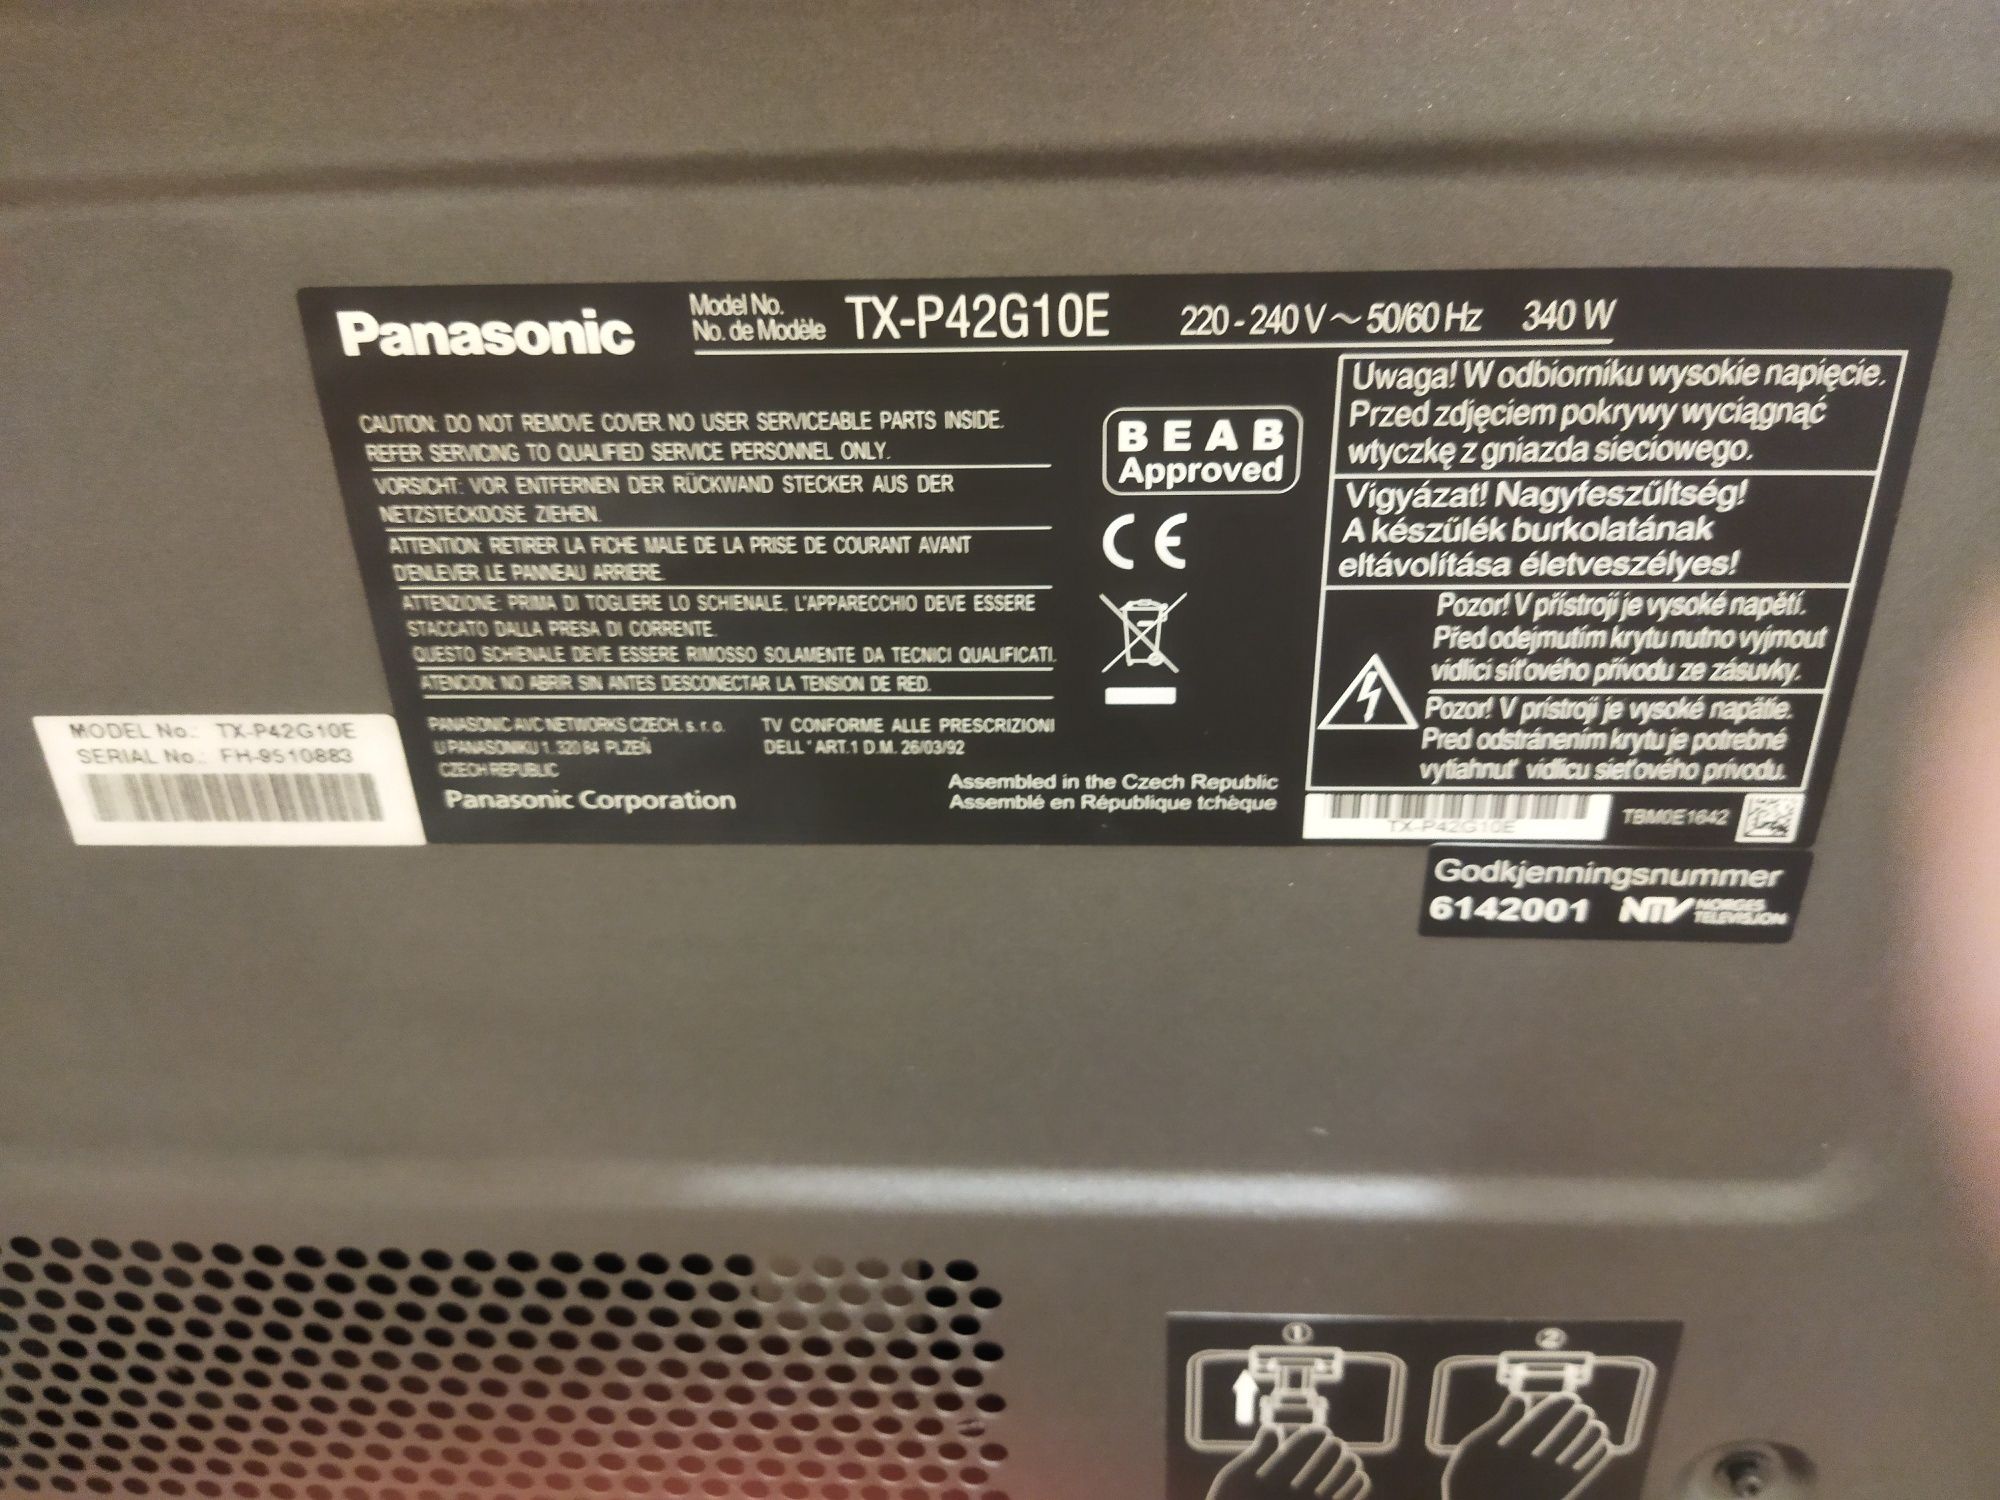 Panasonic
Model No.
No. de Modèle
TX-P42G10E
220-240 V ~ 50/60 Hz 340 W
CAUTION: DO NOT REMOVE COVER. NO USER SERVICEABLE PARTS INSIDE.
REFER SERVICING TO QUALIFIED SERVICE PERSONNEL ONLY.
VORSICHT: VOR ENTFERNEN DER RÜCKWAND STECKER AUS DER
NETZSTECKDOSE ZIEHEN.
ATTENTION: RETIRER LA FICHE MALE DE LA PRISE DE COURANT AVANT
D'ENLEVER LE PANNEAU ARRIERE.
ATTENZIONE: PRIMA DI TOGLIERE LO SCHIENALE, L'APPARECCHIO DEVE ESSERE
STACCATO DALLA PRESA DI CORRENTE.
QUESTO SCHIENALE DEVE ESSERE RIMOSSO SOLAMENTE DA TECNICI QUALIFICATI.
ATENCION: NO ABRIR SIN ANTES DESCONECTAR LA TENSION DE RED.
PANASONIC AVC NETWORKS CZECH, s. r. o.
U PANASONIKU 1, 320 84 PLZEŇ
CZECH REPUBLIC
Panasonic Corporation
TV CONFORME ALLE PRESCRIZIONI
DELL' ART.1 D.M. 26/03/92
Assembled in the Czech Republic
Assemblé en République tchèque
BEAB
Approved
CE
Uwaga! W odbiorniku wysokie napięcie.
Przed zdjęciem pokrywy wyciągnąć
wtyczkę z gniazda sieciowego.
Vigyázat! Nagyfeszűltség!
A készűlék burkolatának
eltávolítása életveszélyes!
Pozor! V přístroji je vysoké napětí.
Před odejmutím krytu nutno vyjmout
vidlici síťového přívodu ze zásuvky.
Pozor! V prístroji je vysoké napätie.
Pred odstránením krytu je potrebné
vytiahnuť vidlicu sieťového prívodu.
TX-P42G10E
TBM0E1642
Godkjenningsnummer
6142001 NTV NORGES
TELEVISJON
MODEL No.: TX-P42G10E
SERIAL No.: FH-9510883
1
2